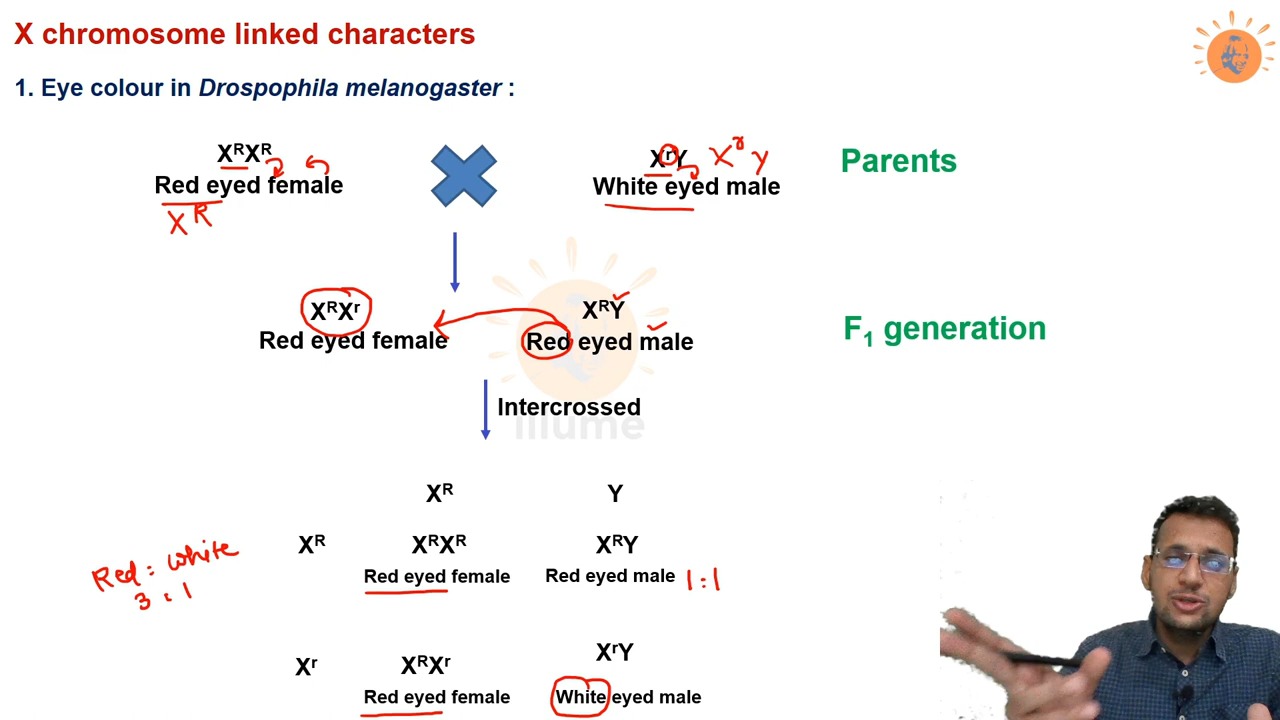 X chromosome linked characters
1. Eye colour in Drospophila melanogaster :
XᴿXᴿ
Red eyed female
Xᴿ
XʳY XʳY
White eyed male
Parents
XᴿXʳ
Red eyed female
XᴿY
Red eyed male
F₁ generation
Intercrossed
illume
Xᴿ Y
Xᴿ XᴿXᴿ XᴿY
Red eyed female Red eyed male 1:1
Red : white
3 : 1
Xʳ XᴿXʳ XʳY
Red eyed female White eyed male